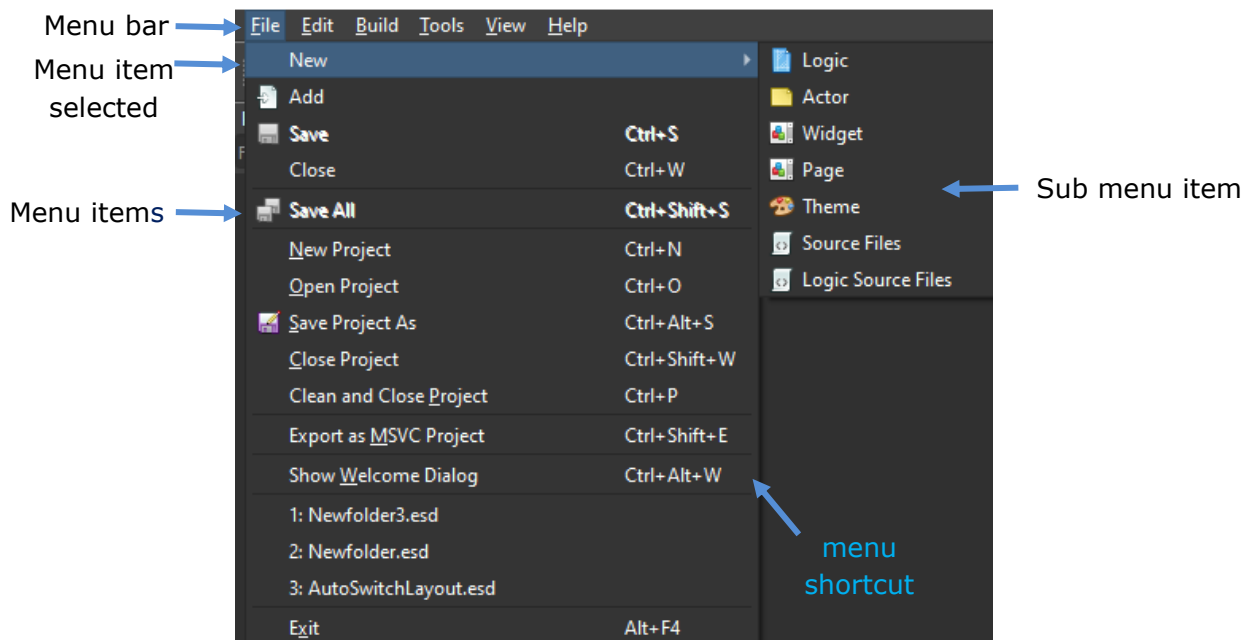 Menu bar
File Edit Build Tools View Help
Menu item
selected
New
Add
Save Ctrl+S
Close Ctrl+W
Menu items
Save All Ctrl+Shift+S
New Project Ctrl+N
Open Project Ctrl+O
Save Project As Ctrl+Alt+S
Close Project Ctrl+Shift+W
Clean and Close Project Ctrl+P
Export as MSVC Project Ctrl+Shift+E
Show Welcome Dialog Ctrl+Alt+W
1: Newfolder3.esd
2: Newfolder.esd
3: AutoSwitchLayout.esd
Exit Alt+F4
Logic
Actor
Widget
Page
Theme
Source Files
Logic Source Files
Sub menu item
menu
shortcut